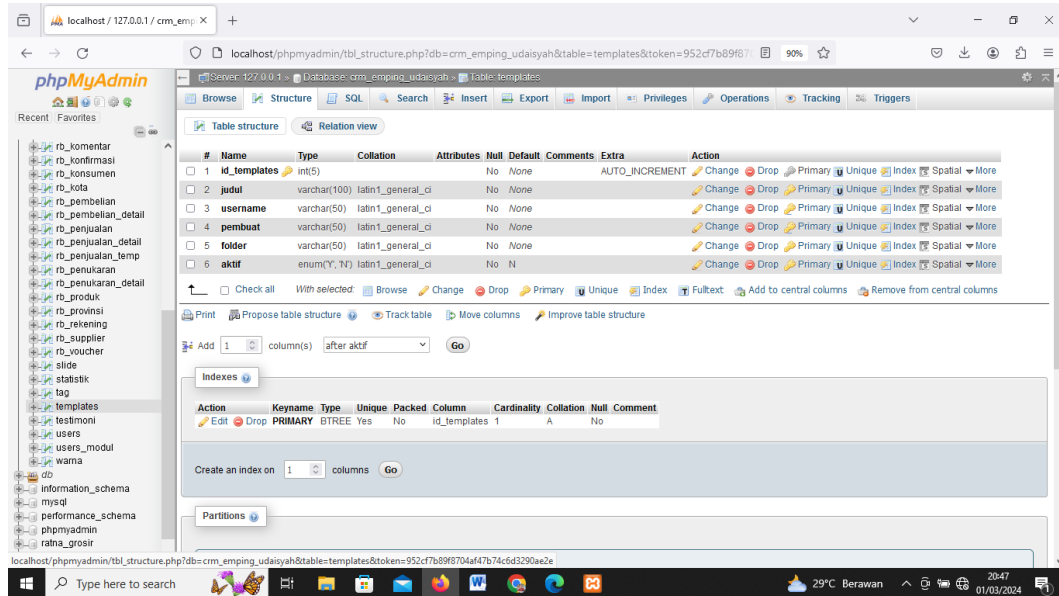 localhost / 127.0.0.1 / crm_emp
localhost/phpmyadmin/tbl_structure.php?db=crm_emping_udaisyah&table=templates&token=952cf7b89f87
90%
phpMyAdmin
Recent Favorites
rb_komentar
rb_konfirmasi
rb_konsumen
rb_kota
rb_pembelian
rb_pembelian_detail
rb_penjualan
rb_penjualan_detail
rb_penjualan_temp
rb_penukaran
rb_penukaran_detail
rb_produk
rb_provinsi
rb_rekening
rb_supplier
rb_voucher
slide
statistik
tag
templates
testimoni
users
users_modul
warna
db
information_schema
mysql
performance_schema
phpmyadmin
ratna_grosir
Server: 127.0.0.1 » Database: crm_emping_udaisyah » Table: templates
Browse Structure SQL Search Insert Export Import Privileges Operations Tracking Triggers
Table structure Relation view
# Name Type Collation Attributes Null Default Comments Extra Action
1 id_templates int(5) No None AUTO_INCREMENT Change Drop Primary Unique Index Spatial More
2 judul varchar(100) latin1_general_ci No None Change Drop Primary Unique Index Spatial More
3 username varchar(50) latin1_general_ci No None Change Drop Primary Unique Index Spatial More
4 pembuat varchar(50) latin1_general_ci No None Change Drop Primary Unique Index Spatial More
5 folder varchar(50) latin1_general_ci No None Change Drop Primary Unique Index Spatial More
6 aktif enum('Y', 'N') latin1_general_ci No N Change Drop Primary Unique Index Spatial More
Check all With selected: Browse Change Drop Primary Unique Index Fulltext Add to central columns Remove from central columns
Print Propose table structure Track table Move columns Improve table structure
Add 1 column(s) after aktif Go
Indexes
Action Keyname Type Unique Packed Column Cardinality Collation Null Comment
Edit Drop PRIMARY BTREE Yes No id_templates 1 A No
Create an index on 1 columns Go
Partitions
localhost/phpmyadmin/tbl_structure.php?db=crm_emping_udaisyah&table=templates&token=952cf7b89f8704af47b74c6d3290ae2e
Type here to search
29°C Berawan
20:47
01/03/2024